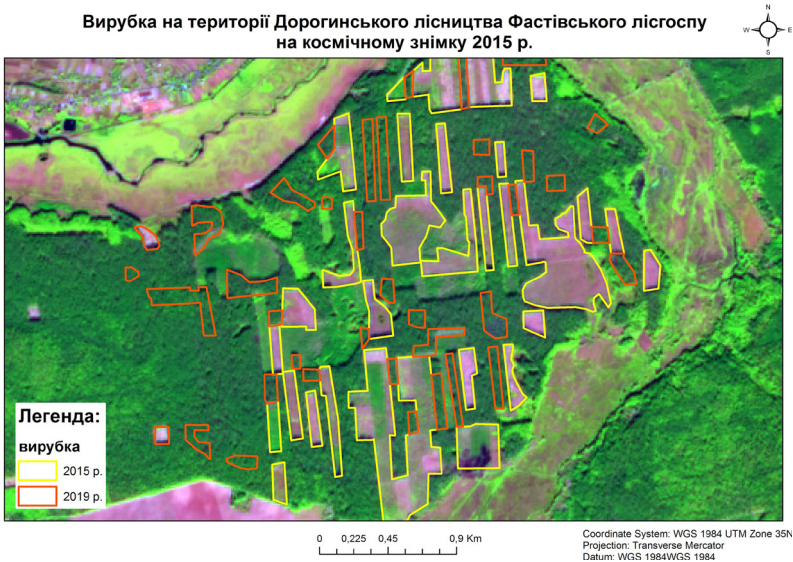 Вирубка на території Дорогинського лісництва Фастівського лісгоспу
на космічному знімку 2015 р.
N
W E
S
Легенда:
вирубка
2015 р.
2019 р.
0 0,225 0,45 0,9 Km
Coordinate System: WGS 1984 UTM Zone 35N
Projection: Transverse Mercator
Datum: WGS 1984WGS 1984